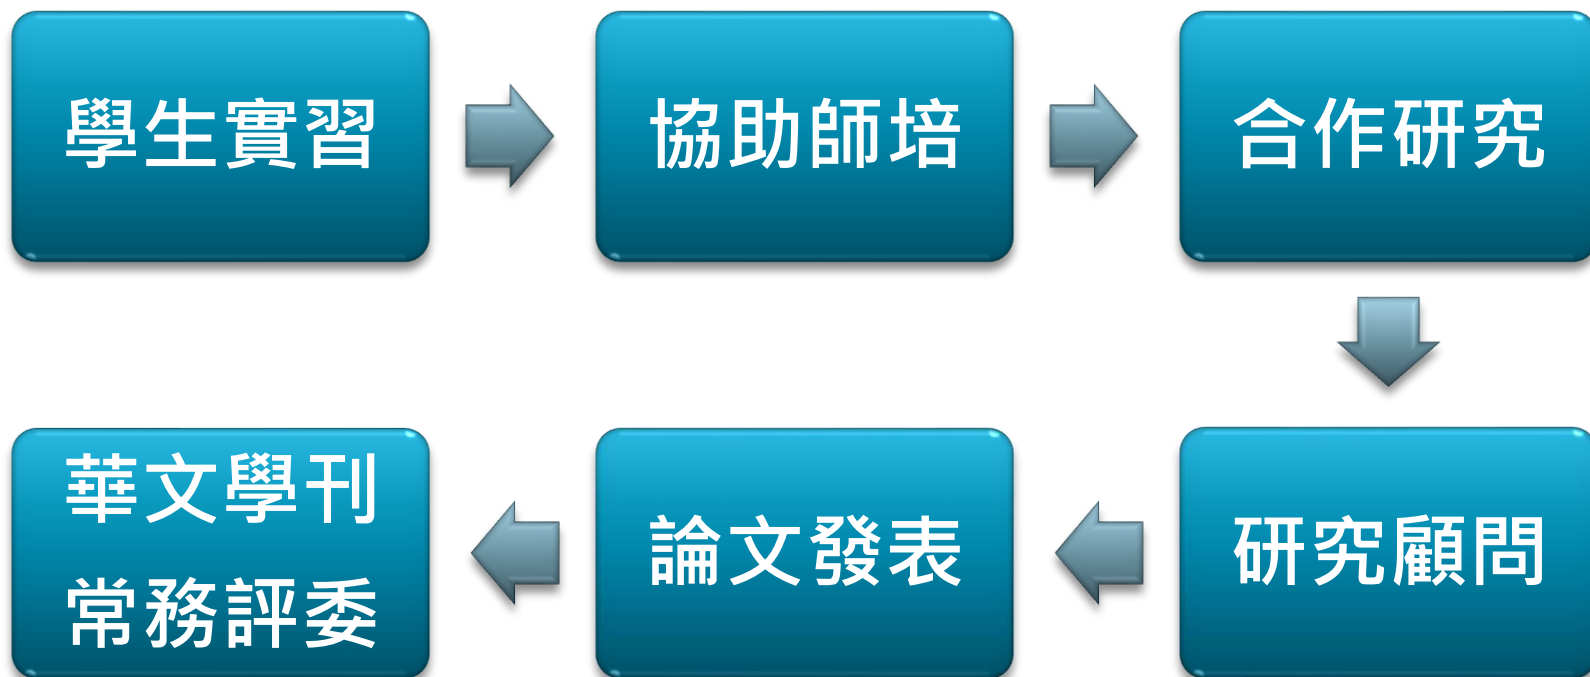 學生實習
協助師培
合作研究
研究顧問
論文發表
華文學刊
常務評委